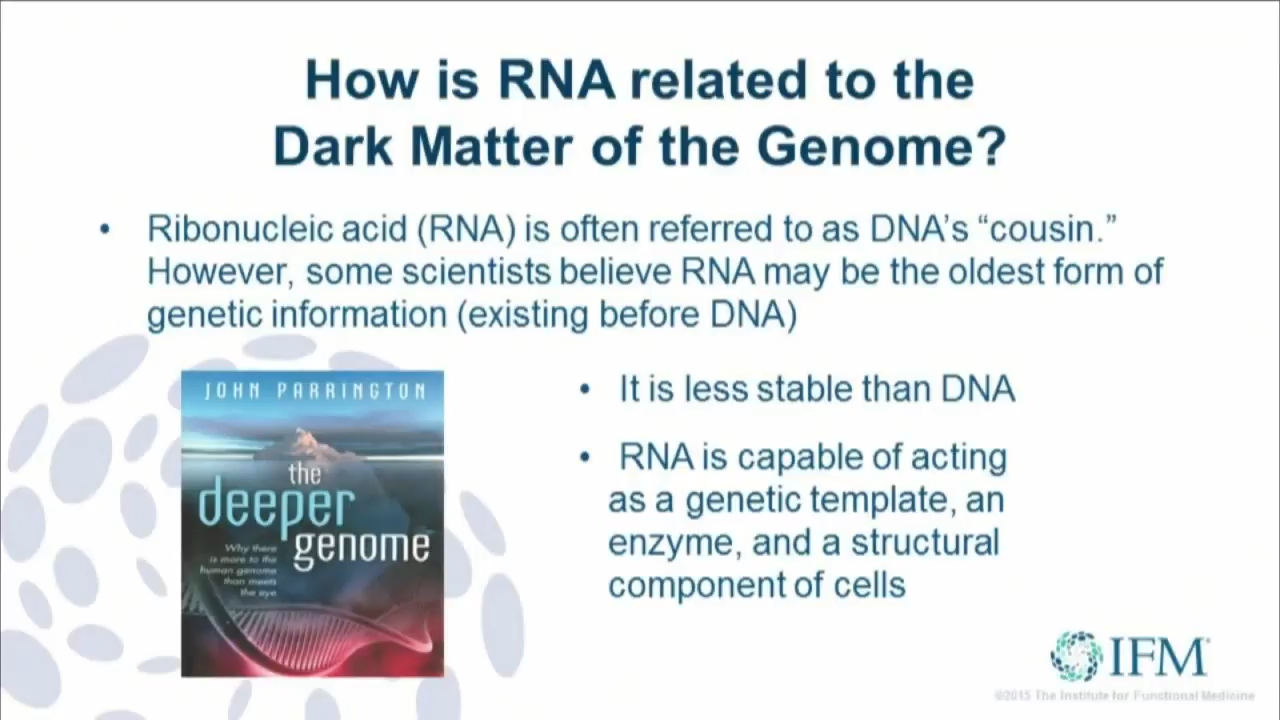 How is RNA related to the
Dark Matter of the Genome?
• Ribonucleic acid (RNA) is often referred to as DNA's “cousin.”
However, some scientists believe RNA may be the oldest form of
genetic information (existing before DNA)
JOHN PARRINGTON
the
deeper
genome
Why there
is more to the
human genome
than meets
the eye
• It is less stable than DNA
• RNA is capable of acting
as a genetic template, an
enzyme, and a structural
component of cells
IFM
©2015 The Institute for Functional Medicine